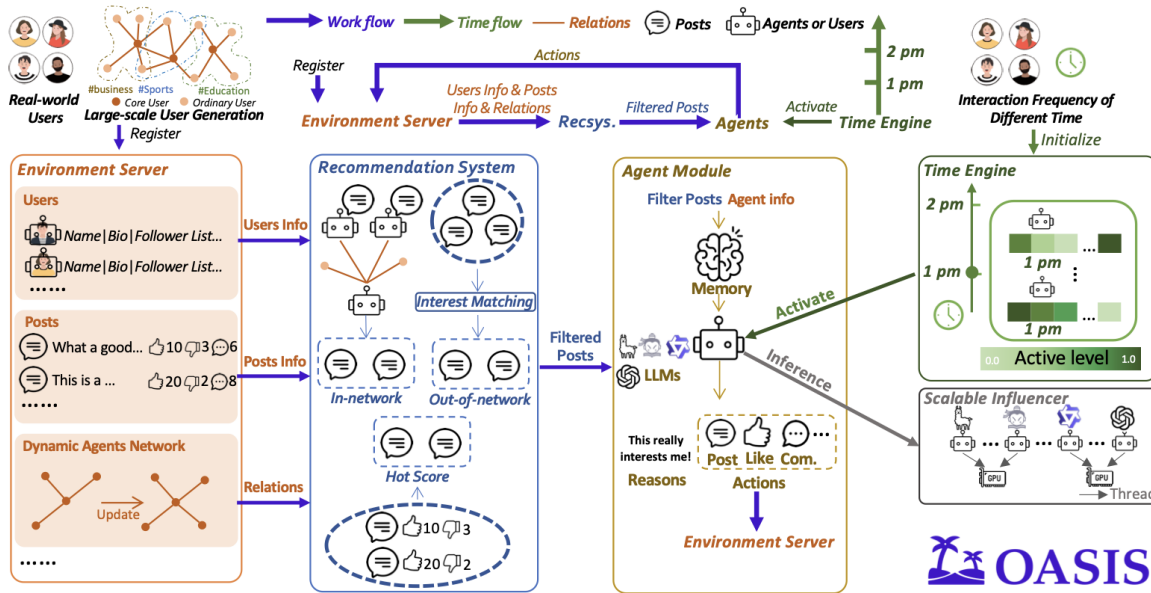 Work flow
Time flow
Relations
Posts
Agents or Users
Real-world
Users
#business
#Sports
#Education
Core User
Ordinary User
Large-scale User Generation
Register
Register
Actions
Environment Server
Users Info & Posts
Info & Relations
Recsys.
Filtered Posts
Agents
Activate
Time Engine
2 pm
1 pm
Interaction Frequency of
Different Time
Initialize
Environment Server
Users
Name|Bio|Follower List...
Name|Bio|Follower List...
......
Posts
What a good... 10 3 6
This is a ... 20 2 8
......
Dynamic Agents Network
Update
......
Users Info
Posts Info
Relations
Recommendation System
Interest Matching
In-network
Out-of-network
Hot Score
10 3
20 2
Filtered
Posts
Agent Module
Filter Posts Agent info
Memory
LLMs
This really
interests me!
Reasons
Post Like Com.
...
Actions
Environment Server
Activate
Inference
Time Engine
2 pm
1 pm
...
1 pm
...
...
1 pm
0.0 Active level 1.0
Scalable Influencer
... ... ...
GPU
GPU
Thread
OASIS